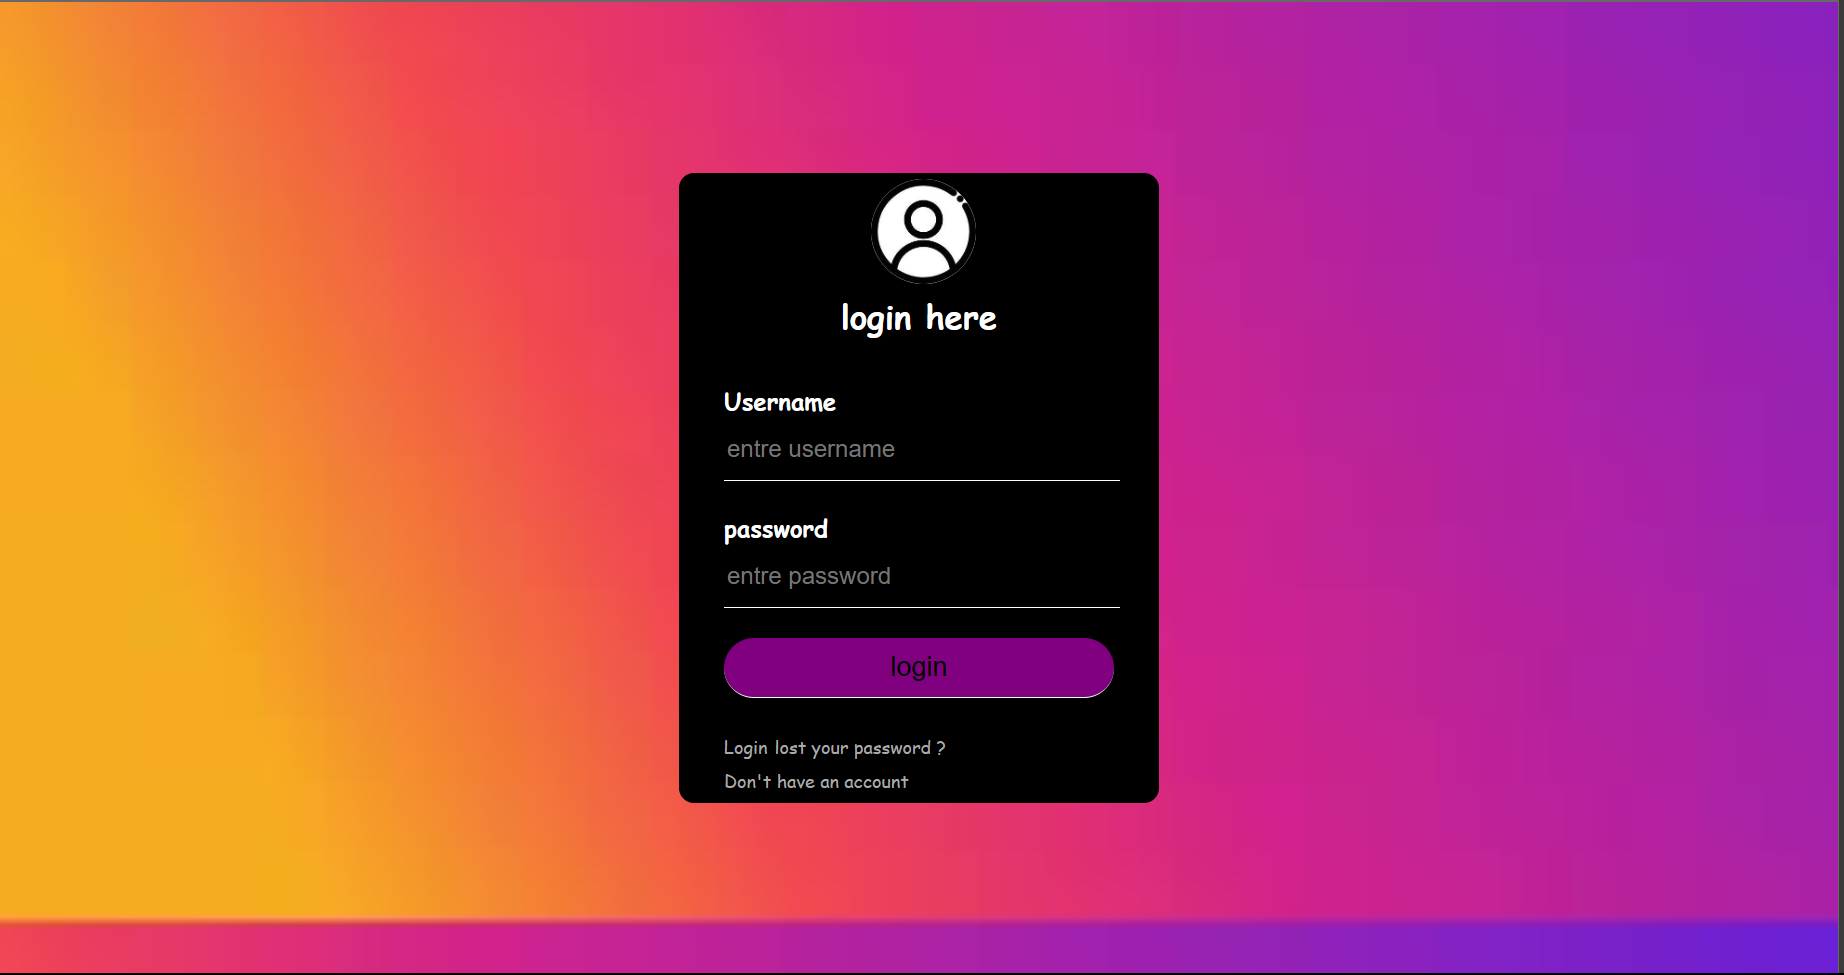 login here
Username
entre username
password
entre password
login
Login lost your password ?
Don't have an account